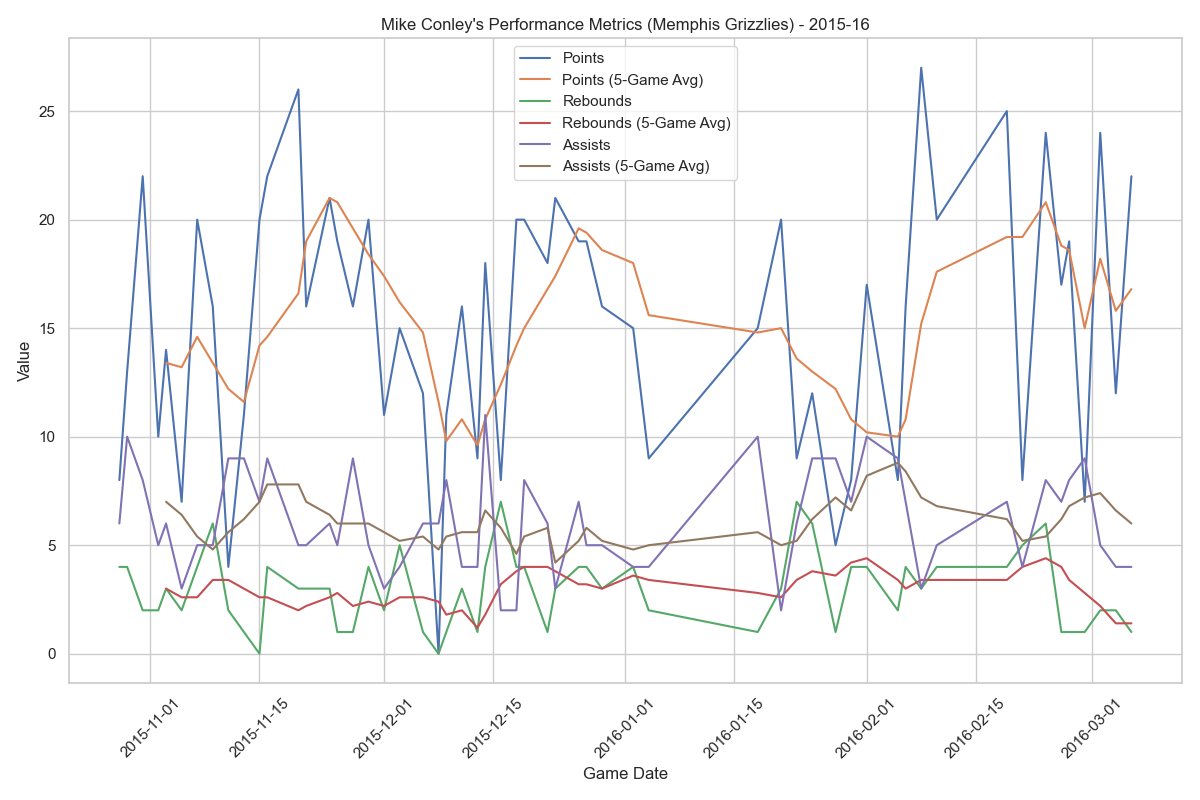 Mike Conley's Performance Metrics (Memphis Grizzlies) - 2015-16
Points
Points (5-Game Avg)
Rebounds
Rebounds (5-Game Avg)
Assists
Assists (5-Game Avg)
Value
25
20
15
10
5
0
2015-11-01
2015-11-15
2015-12-01
2015-12-15
2016-01-01
2016-01-15
2016-02-01
2016-02-15
2016-03-01
Game Date